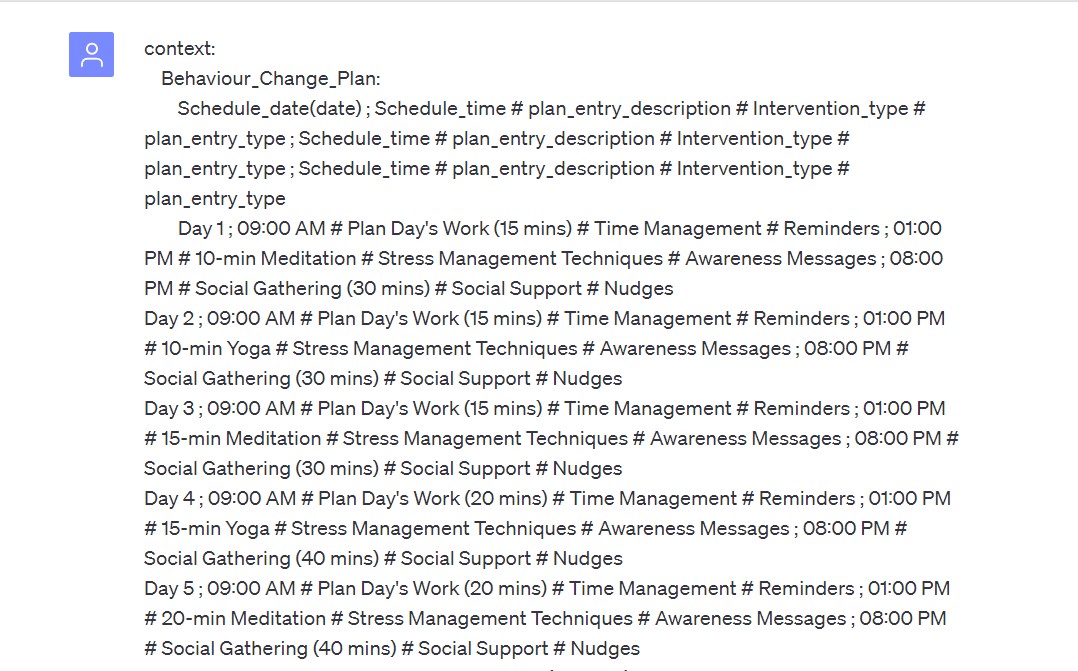 context:
Behaviour_Change_Plan:
Schedule_date(date) ; Schedule_time # plan_entry_description # Intervention_type #
plan_entry_type ; Schedule_time # plan_entry_description # Intervention_type #
plan_entry_type ; Schedule_time # plan_entry_description # Intervention_type #
plan_entry_type
Day 1 ; 09:00 AM # Plan Day's Work (15 mins) # Time Management # Reminders ; 01:00
PM # 10-min Meditation # Stress Management Techniques # Awareness Messages ; 08:00
PM # Social Gathering (30 mins) # Social Support # Nudges
Day 2 ; 09:00 AM # Plan Day's Work (15 mins) # Time Management # Reminders ; 01:00 PM
# 10-min Yoga # Stress Management Techniques # Awareness Messages ; 08:00 PM #
Social Gathering (30 mins) # Social Support # Nudges
Day 3 ; 09:00 AM # Plan Day's Work (15 mins) # Time Management # Reminders ; 01:00 PM
# 15-min Meditation # Stress Management Techniques # Awareness Messages ; 08:00 PM #
Social Gathering (30 mins) # Social Support # Nudges
Day 4 ; 09:00 AM # Plan Day's Work (20 mins) # Time Management # Reminders ; 01:00 PM
# 15-min Yoga # Stress Management Techniques # Awareness Messages ; 08:00 PM #
Social Gathering (40 mins) # Social Support # Nudges
Day 5 ; 09:00 AM # Plan Day's Work (20 mins) # Time Management # Reminders ; 01:00 PM
# 20-min Meditation # Stress Management Techniques # Awareness Messages ; 08:00 PM
# Social Gathering (40 mins) # Social Support # Nudges